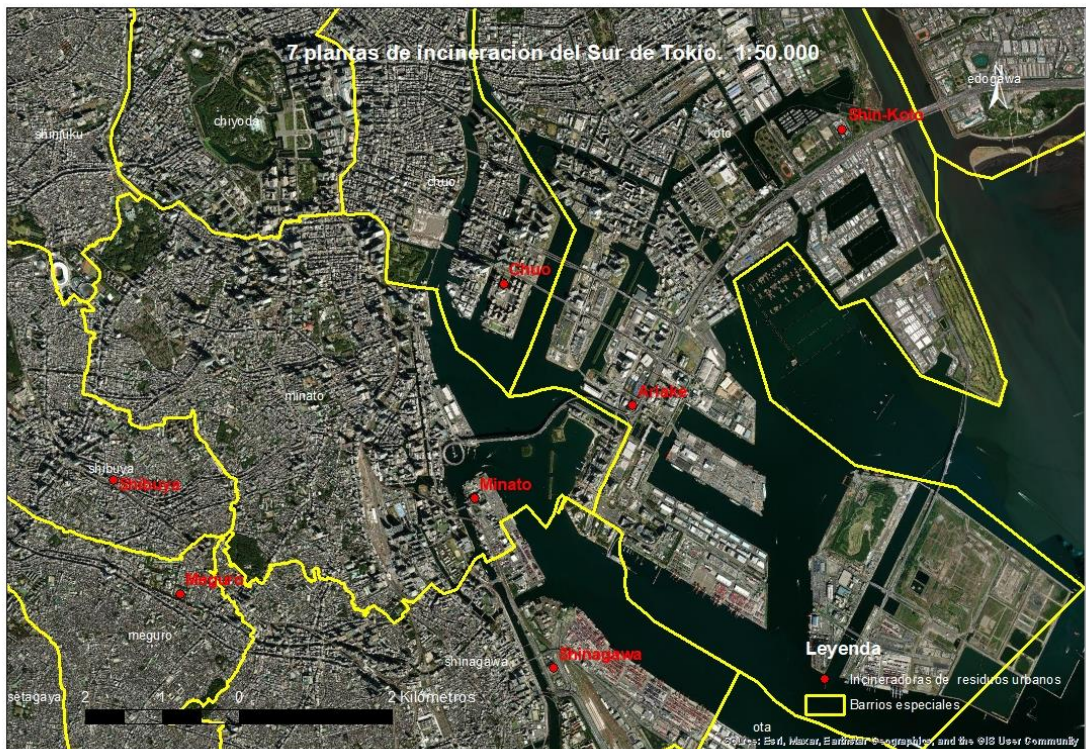 7 plantas de Incineración del Sur de Tokio. 1:50.000
N
edogawa
shinjuku
chiyoda
koto
Shin-Koto
chuo
Chuo
minato
Ariake
shibuya
Shibuya
Minato
Meguro
meguro
shinagawa
Shinagawa
setagaya
ota
2 0 2 Kilómetros
Leyenda
Incineradoras de residuos urbanos
Barrios especiales
Source: Esri, Maxar, Earthstar Geographics, and the GIS User Community